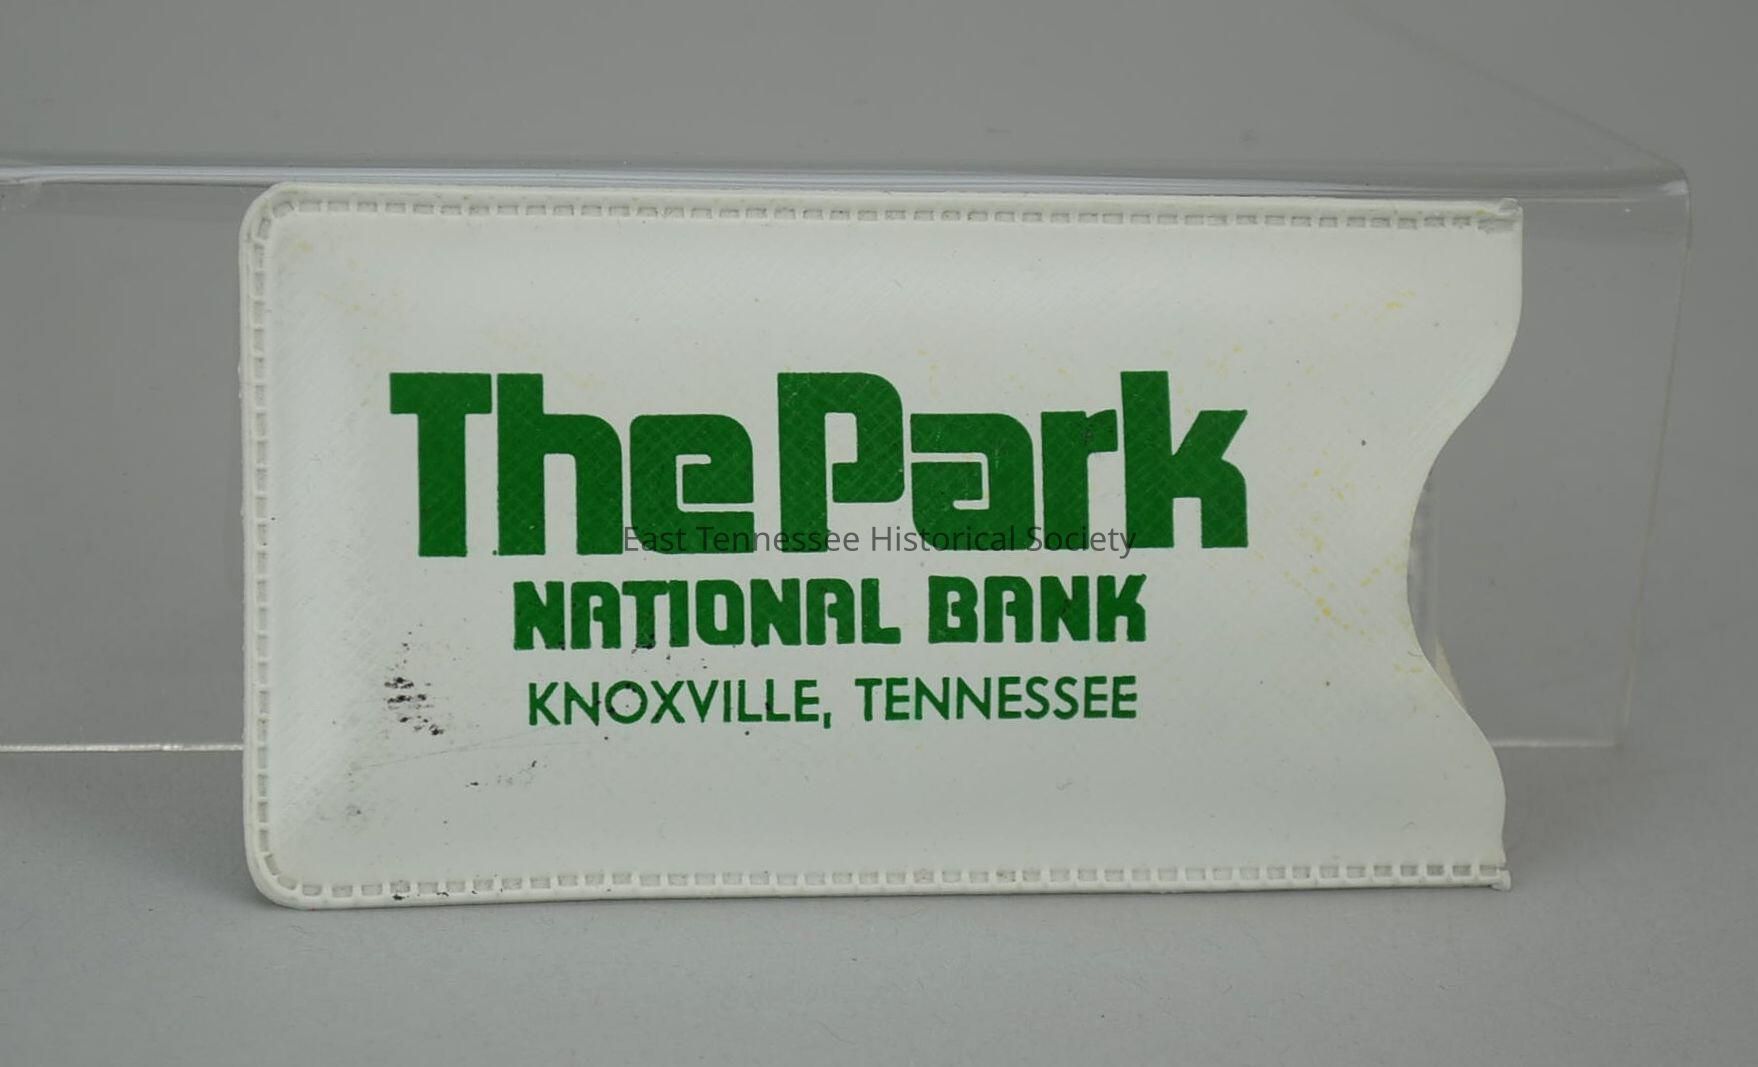 The Park
East Tennessee Historical Society
NATIONAL BANK
KNOXVILLE, TENNESSEE